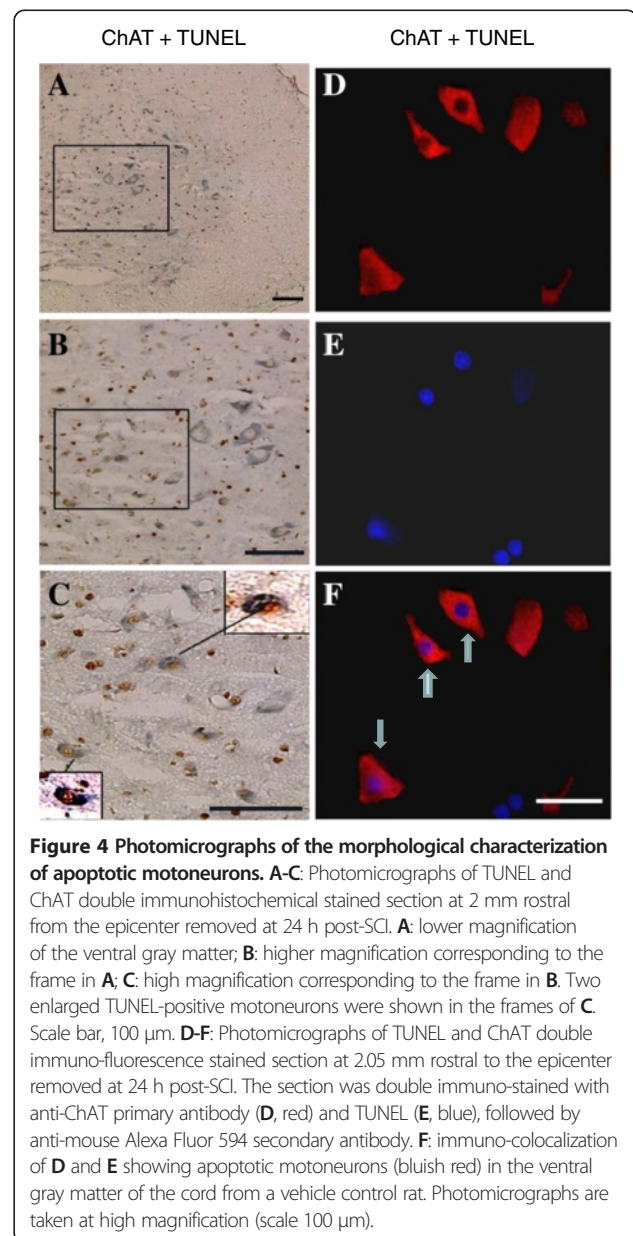 ChAT + TUNEL ChAT + TUNEL
A
D
B
E
C
F
Figure 4 Photomicrographs of the morphological characterization
of apoptotic motoneurons. A-C: Photomicrographs of TUNEL and
ChAT double immunohistochemical stained section at 2 mm rostral
from the epicenter removed at 24 h post-SCI. A: lower magnification
of the ventral gray matter; B: higher magnification corresponding to the
frame in A; C: high magnification corresponding to the frame in B. Two
enlarged TUNEL-positive motoneurons were shown in the frames of C.
Scale bar, 100 μm. D-F: Photomicrographs of TUNEL and ChAT double
immuno-fluorescence stained section at 2.05 mm rostral to the epicenter
removed at 24 h post-SCI. The section was double immuno-stained with
anti-ChAT primary antibody (D, red) and TUNEL (E, blue), followed by
anti-mouse Alexa Fluor 594 secondary antibody. F: immuno-colocalization
of D and E showing apoptotic motoneurons (bluish red) in the ventral
gray matter of the cord from a vehicle control rat. Photomicrographs are
taken at high magnification (scale 100 μm).